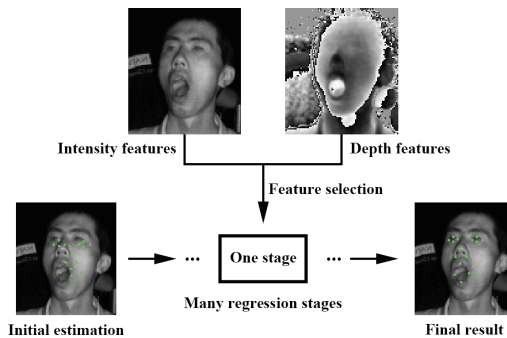 Intensity features
Depth features
Feature selection
...
One stage
...
Many regression stages
Initial estimation
Final result